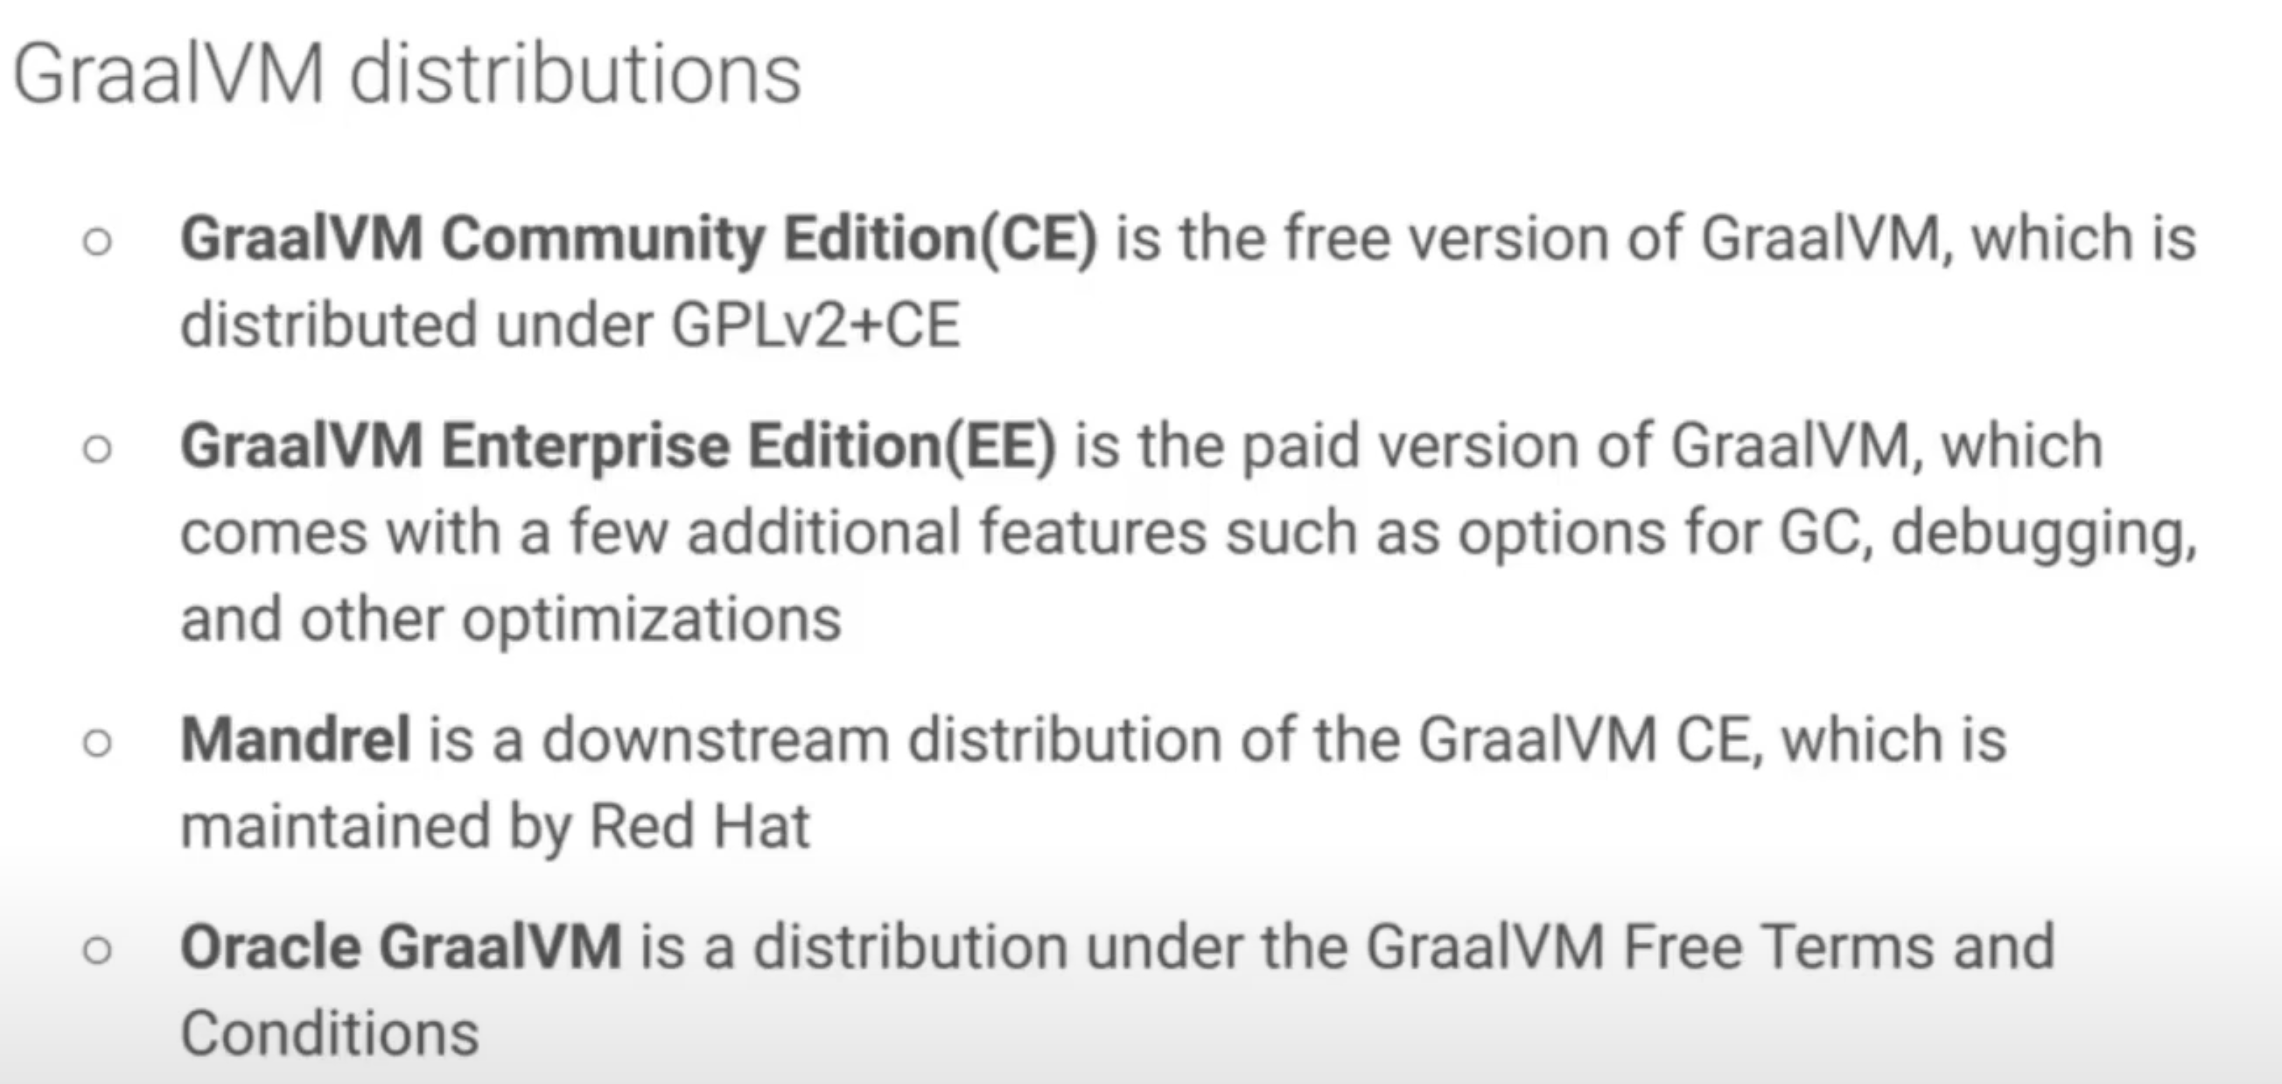 GraalVM distributions
GraalVM Community Edition(CE) is the free version of GraalVM, which is
distributed under GPLv2+CE
GraalVM Enterprise Edition(EE) is the paid version of GraalVM, which
comes with a few additional features such as options for GC, debugging,
and other optimizations
Mandrel is a downstream distribution of the GraalVM CE, which is
maintained by Red Hat
Oracle GraalVM is a distribution under the GraalVM Free Terms and
Conditions